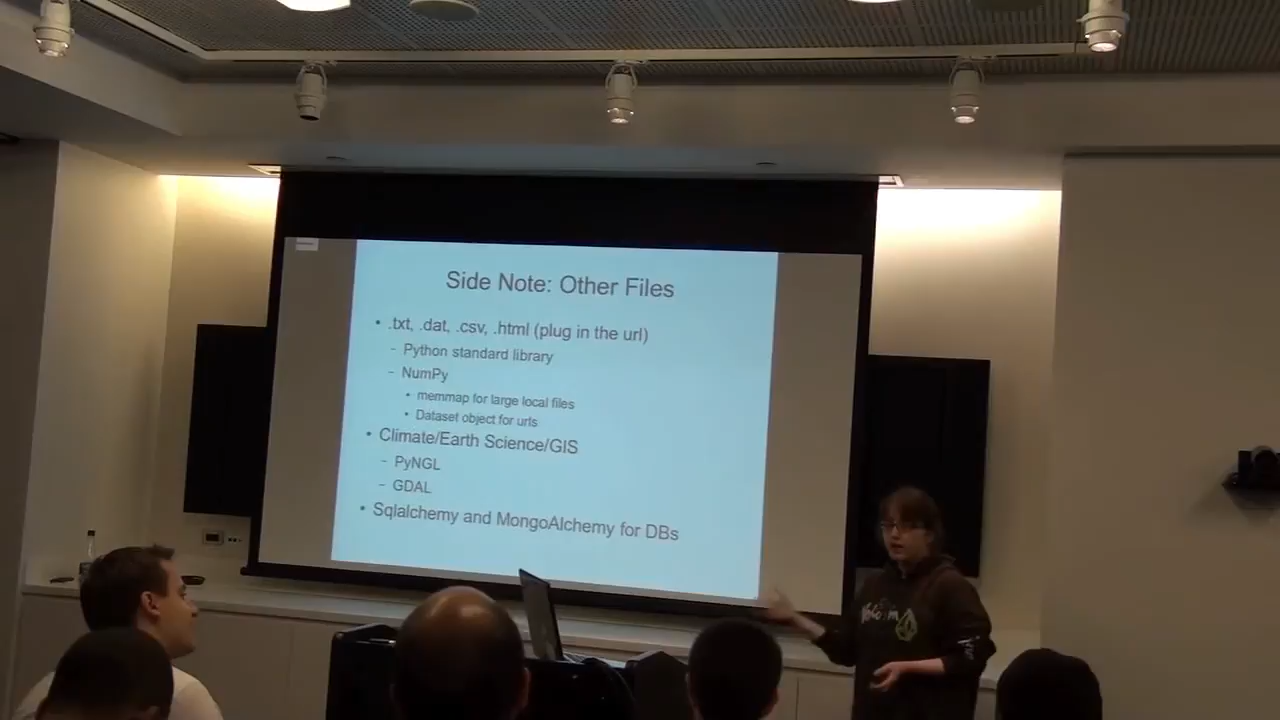 Side Note: Other Files
• .txt, .dat, .csv, .html (plug in the url)
– Python standard library
– NumPy
• memmap for large local files
• Dataset object for urls
• Climate/Earth Science/GIS
– PyNGL
– GDAL
• Sqlalchemy and MongoAlchemy for DBs